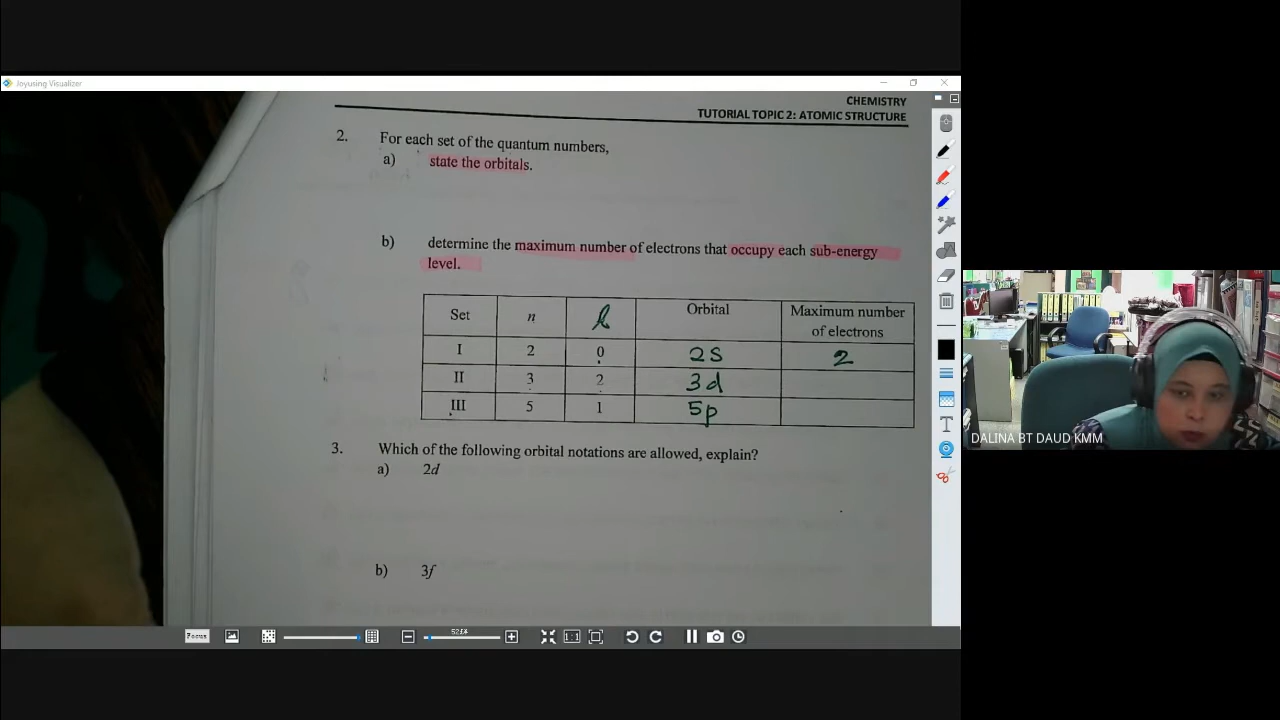 Joyusing Visualizer
CHEMISTRY
TUTORIAL TOPIC 2: ATOMIC STRUCTURE
2. For each set of the quantum numbers,
a) state the orbitals.
b) determine the maximum number of electrons that occupy each sub-energy
level.
Set n l Orbital Maximum number
of electrons
I 2 0 2s 2
II 3 2 3d
III 5 1 5p
3. Which of the following orbital notations are allowed, explain?
a) 2d
b) 3f
DALINA BT DAUD KMM
T
Focus
1:1